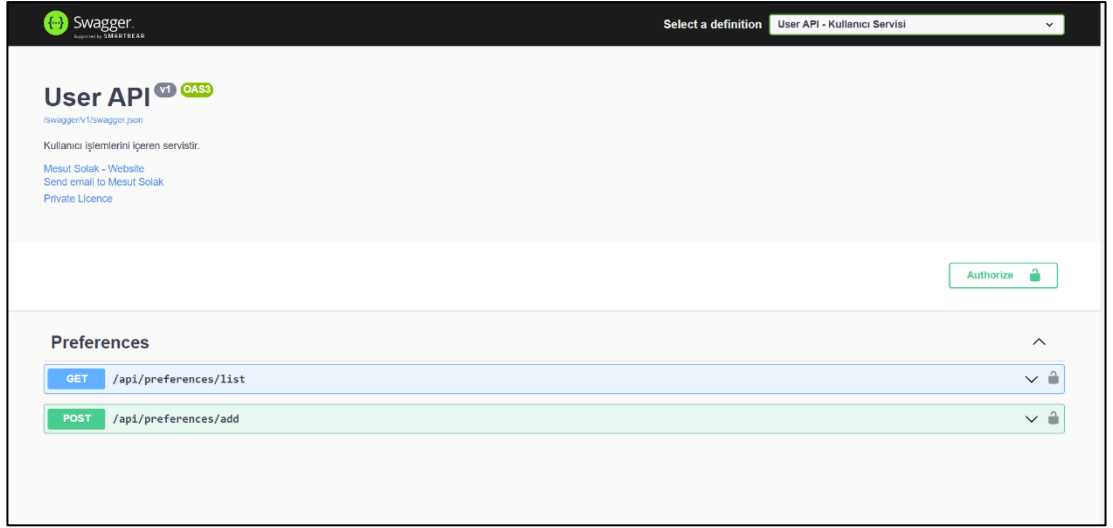 Swagger.
Supported by SMARTBEAR
Select a definition
User API - Kullanıcı Servisi
User API v1 OAS3
/swagger/v1/swagger.json
Kullanıcı işlemlerini içeren servistir.
Mesut Solak - Website
Send email to Mesut Solak
Private Licence
Authorize
Preferences
GET /api/preferences/list
POST /api/preferences/add